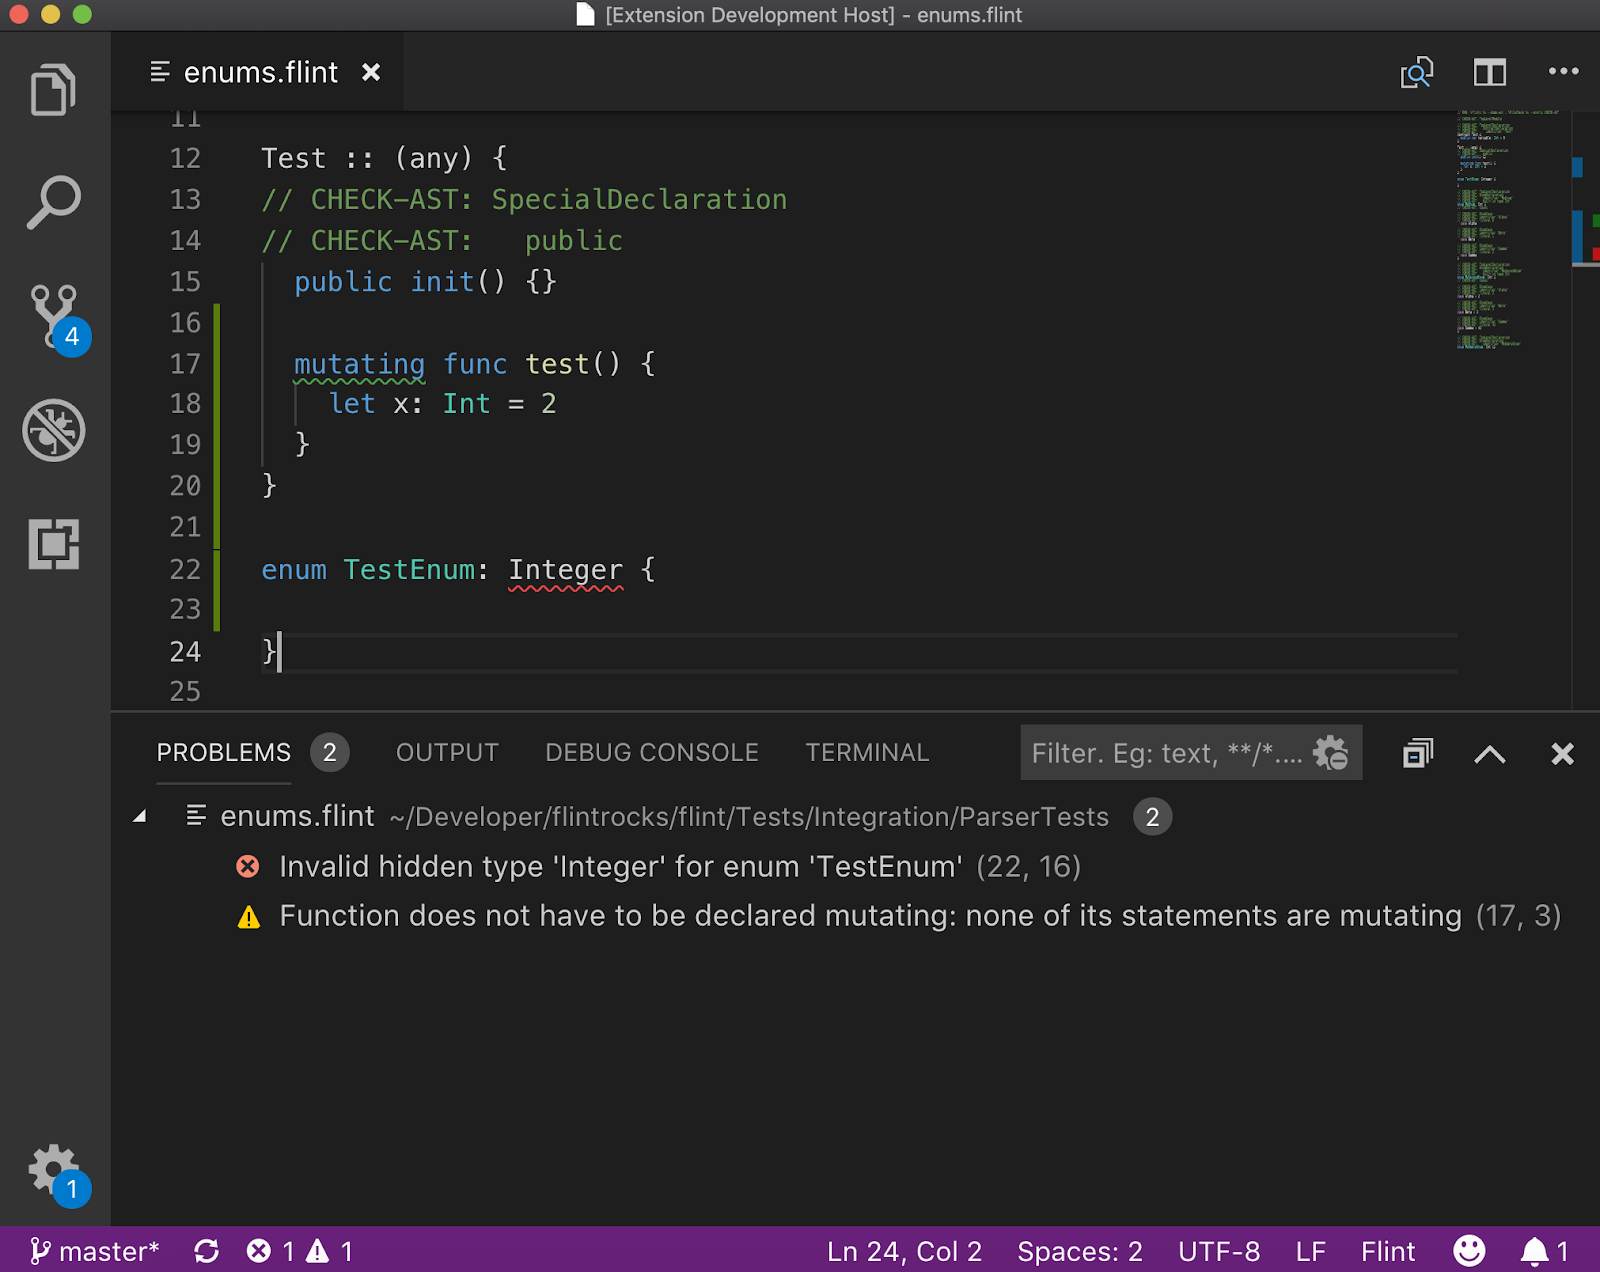 [Extension Development Host] - enums.flint
enums.flint
11
12 Test :: (any) {
13 // CHECK-AST: SpecialDeclaration
14 // CHECK-AST:   public
15   public init() {}
16
17   mutating func test() {
18     let x: Int = 2
19   }
20 }
21
22 enum TestEnum: Integer {
23
24 }
25
PROBLEMS 2 OUTPUT DEBUG CONSOLE TERMINAL Filter. Eg: text, **/*....
enums.flint ~/Developer/flintrocks/flint/Tests/Integration/ParserTests 2
Invalid hidden type 'Integer' for enum 'TestEnum' (22, 16)
Function does not have to be declared mutating: none of its statements are mutating (17, 3)
4
1
master* 1 1 Ln 24, Col 2 Spaces: 2 UTF-8 LF Flint 1